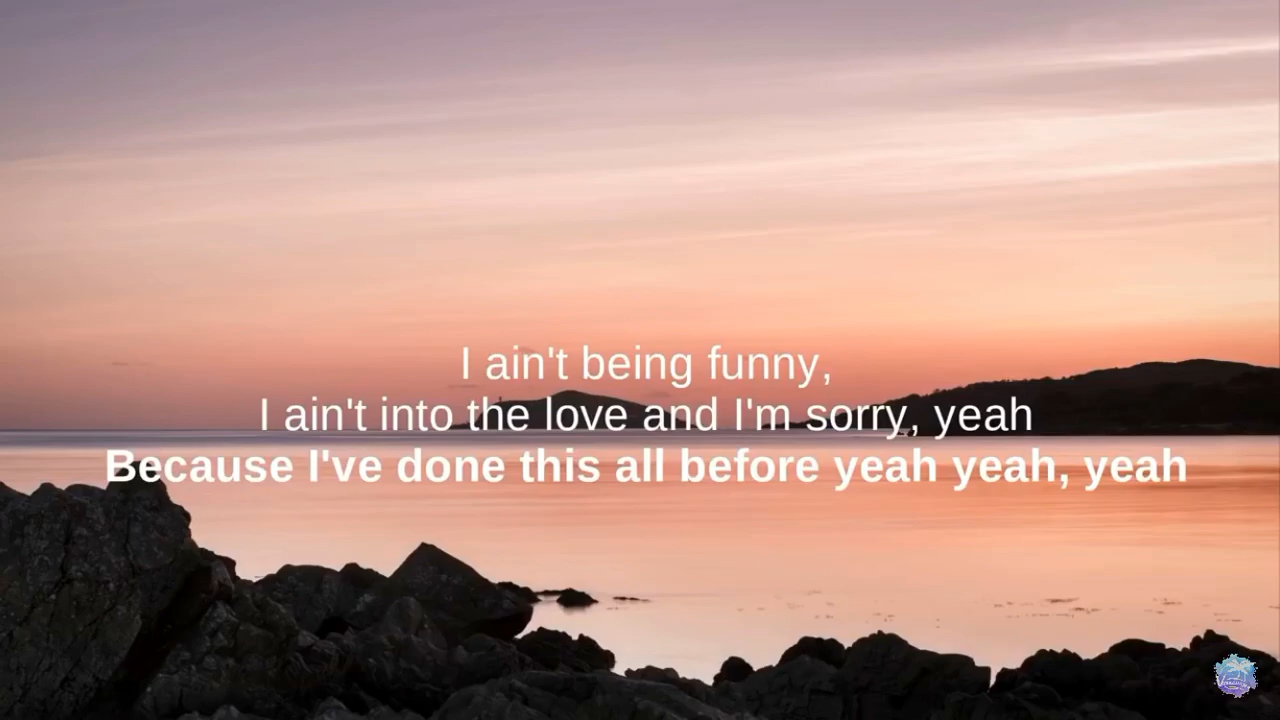 I ain't being funny,
I ain't into the love and I'm sorry, yeah
Because I've done this all before yeah yeah, yeah